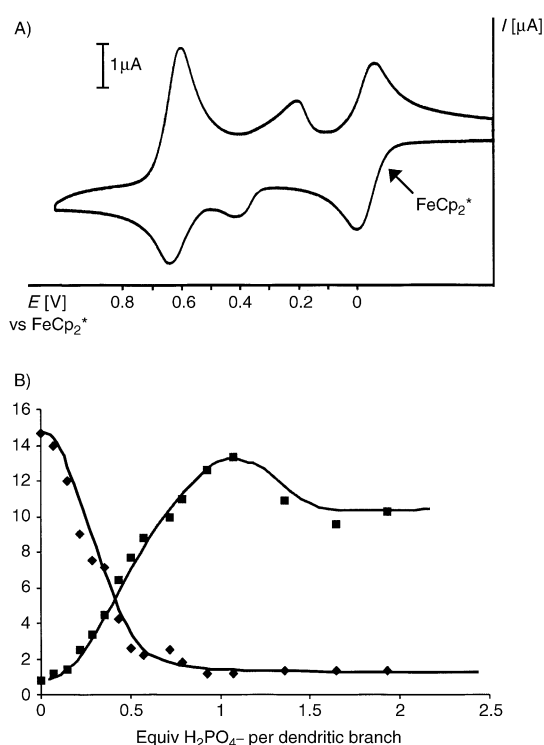 A)
I [µA]
1µA
FeCp2*
E [V] 0.8 0.6 0.4 0.2 0
vs FeCp2*
B)
16
14
12
10
8
6
4
2
0
0 0.5 1 1.5 2 2.5
Equiv H2PO4– per dendritic branch